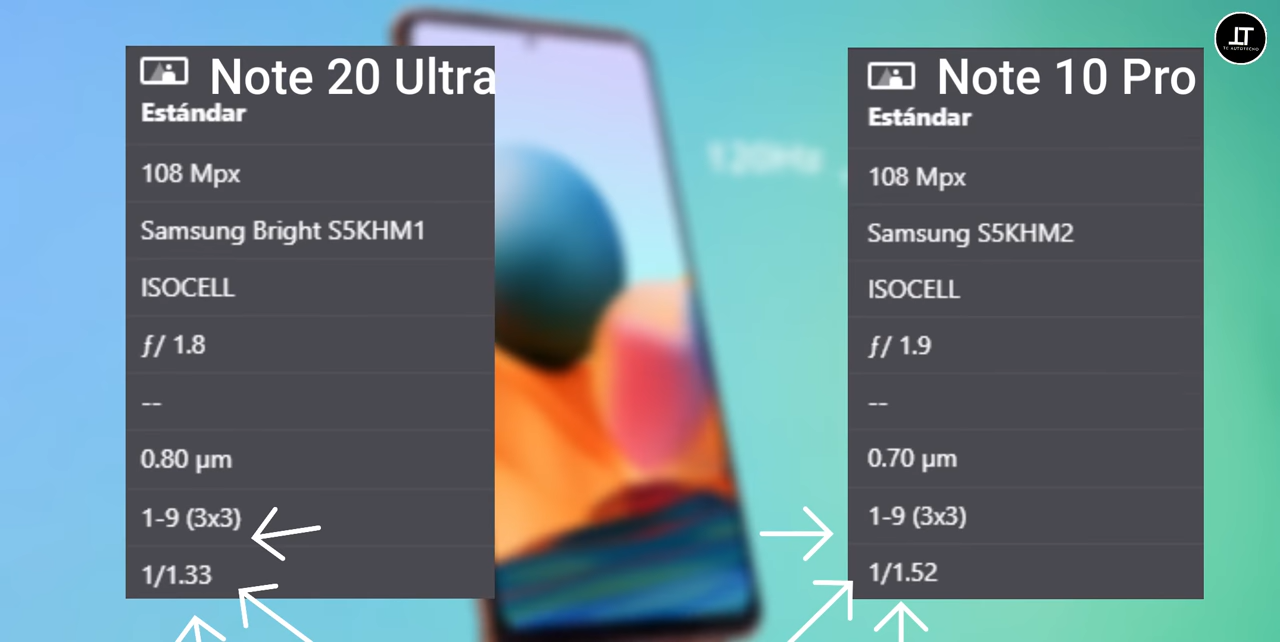 Note 20 Ultra
Estándar
108 Mpx
Samsung Bright S5KHM1
ISOCELL
ƒ/ 1.8
--
0.80 µm
1-9 (3x3)
1/1.33
120Hz
Note 10 Pro
Estándar
108 Mpx
Samsung S5KHM2
ISOCELL
ƒ/ 1.9
--
0.70 µm
1-9 (3x3)
1/1.52